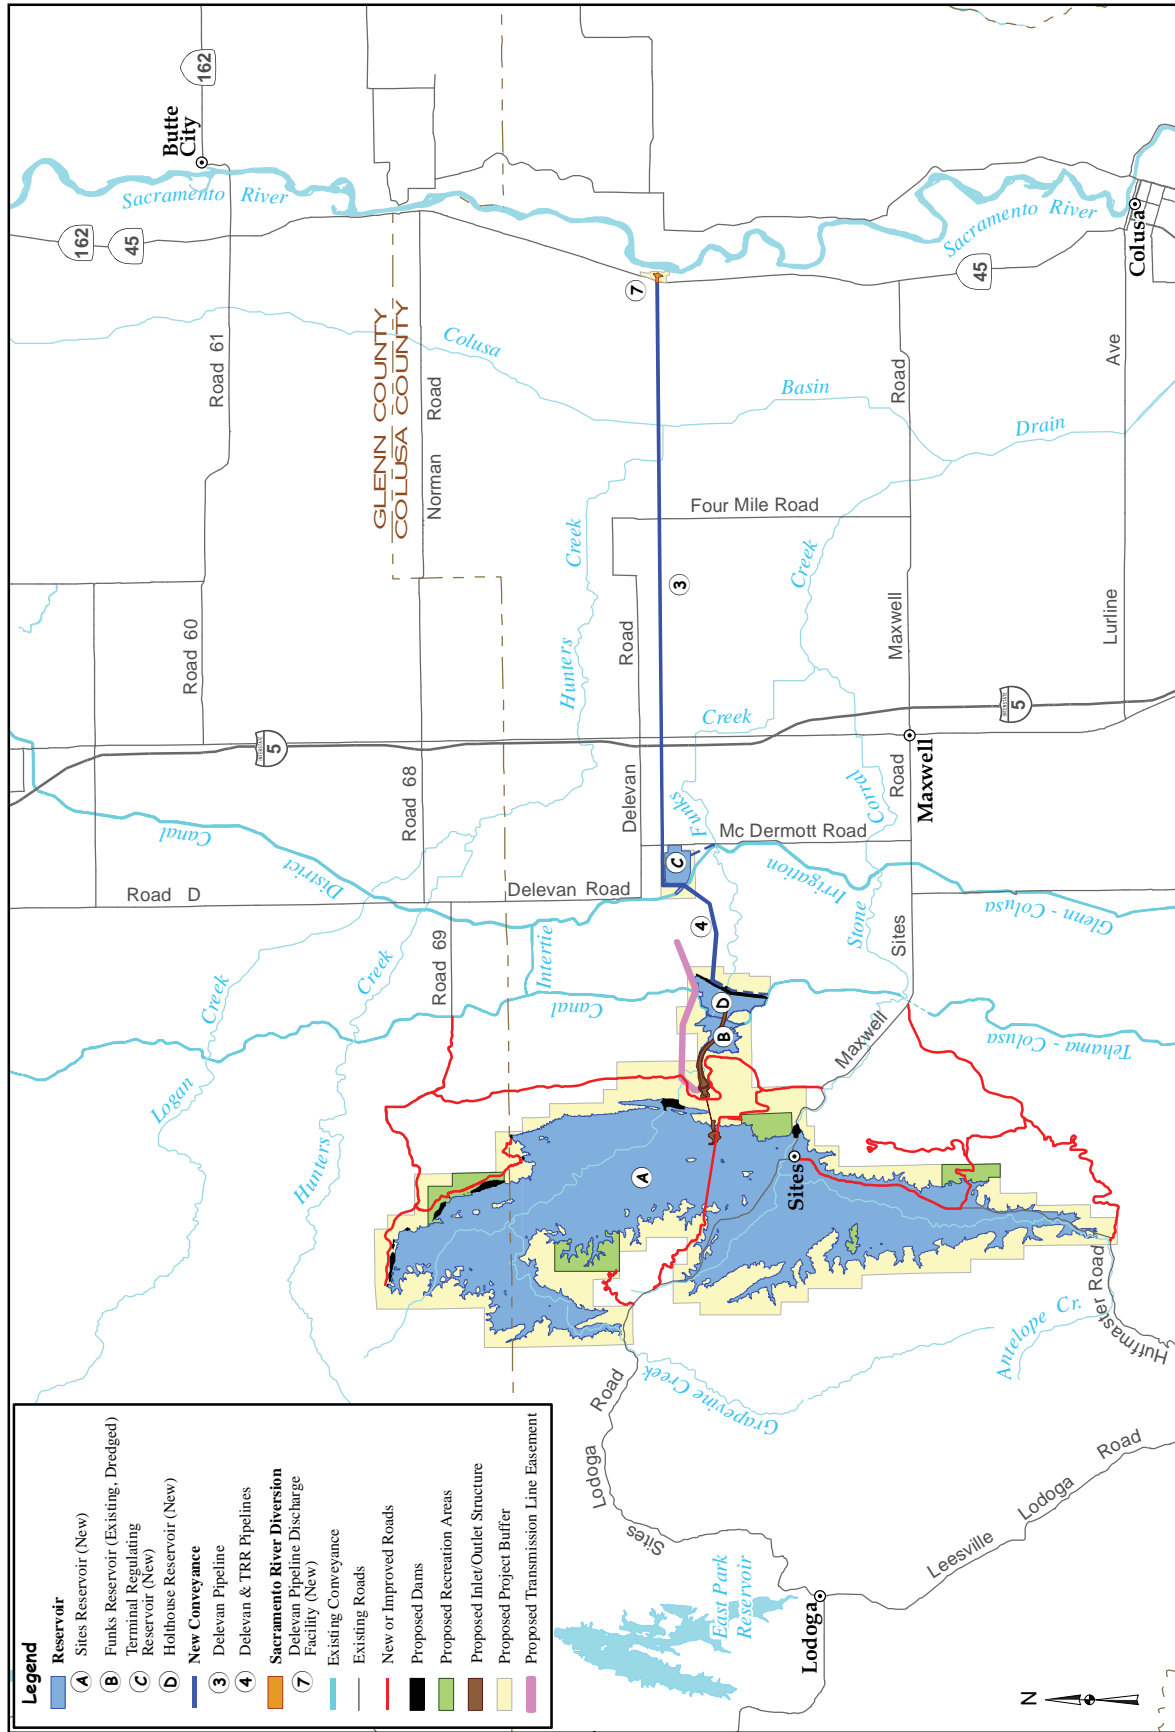 Legend
Reservoir
A Sites Reservoir (New)
B Funks Reservoir (Existing, Dredged)
C Terminal Regulating
Reservoir (New)
D Holthouse Reservoir (New)
New Conveyance
3 Delevan Pipeline
4 Delevan & TRR Pipelines
Sacramento River Diversion
7 Delevan Pipeline Discharge
Facility (New)
Existing Conveyance
Existing Roads
New or Improved Roads
Proposed Dams
Proposed Recreation Areas
Proposed Inlet/Outlet Structure
Proposed Project Buffer
Proposed Transmission Line Easement
N
Lodoga
East Park
Reservoir
Sites
Lodoga
Road
Leesville
Lodoga
Road
Grapevine Creek
Antelope Cr.
Huffmaster Road
Hunters
Creek
Logan
Creek
Sites
A
B
D
C
4
3
7
Maxwell
Sites
Road
Maxwell
Maxwell
Road
Tehama - Colusa
Canal
Intertie
Glenn - Colusa
Irrigation
District
Canal
Stone
Corral
Creek
Funks
Creek
Road 69
Road D
Delevan Road
Delevan
Road
Mc Dermott Road
Road 68
INTERSTATE
5
INTERSTATE
5
Hunters
Creek
Road 60
Road 61
Norman
Road
GLENN COUNTY
COLUSA COUNTY
Four Mile Road
Lurline
Ave
Colusa
Basin
Drain
162
45
45
162
Butte
City
Sacramento River
Sacramento River
Colusa